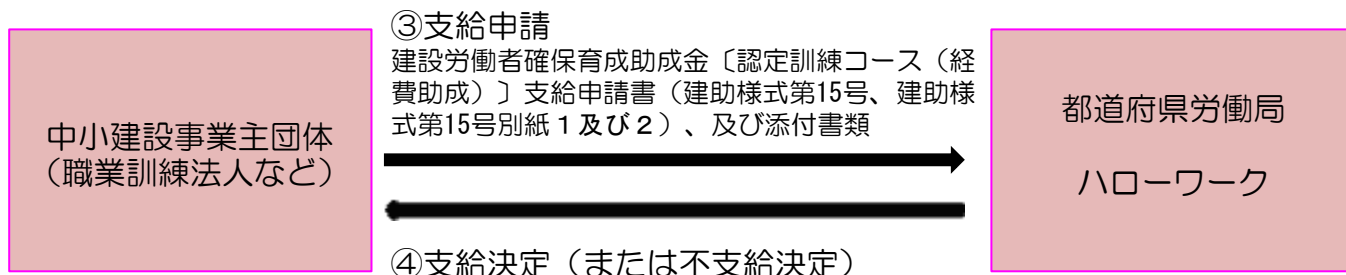 ③支給申請
建設労働者確保育成助成金〔認定訓練コース（経
費助成）〕支給申請書（建助様式第15号、建助様
式第15号別紙１及び２）、及び添付書類
中小建設事業主団体
（職業訓練法人など）
都道府県労働局
ハローワーク
④支給決定（または不支給決定）